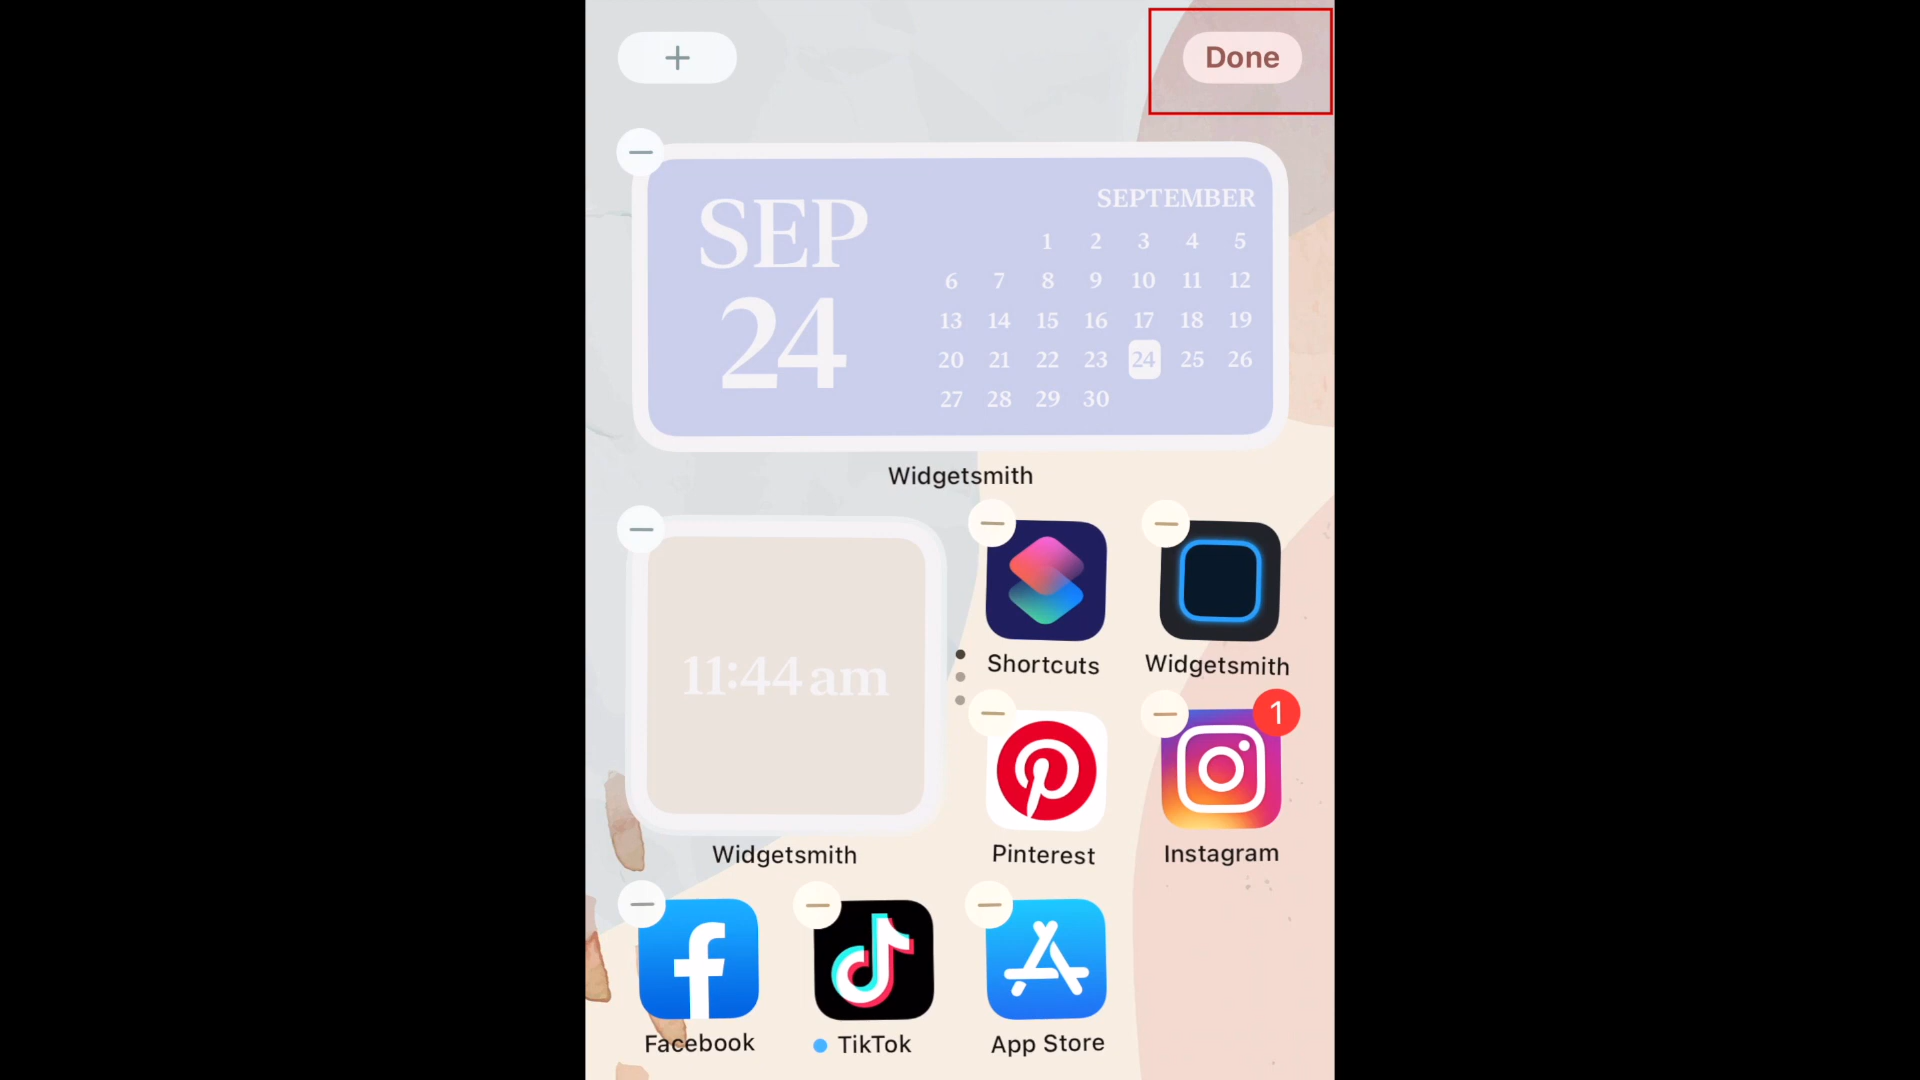 +
Done
SEP
24
SEPTEMBER
1 2 3 4 5
6 7 8 9 10 11 12
13 14 15 16 17 18 19
20 21 22 23 24 25 26
27 28 29 30
Widgetsmith
11:44 am
Widgetsmith
Shortcuts
Widgetsmith
1
Pinterest
Instagram
Facebook
TikTok
App Store